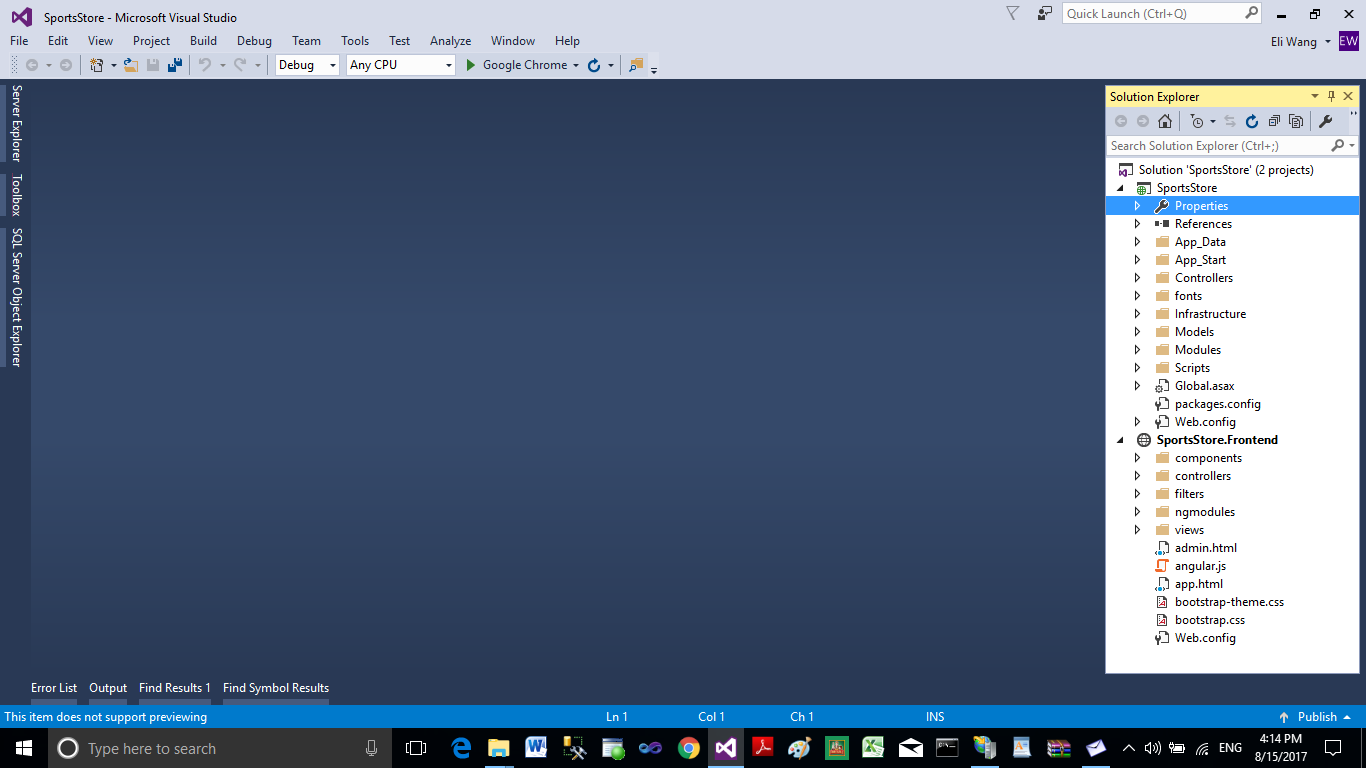 SportsStore - Microsoft Visual Studio
Quick Launch (Ctrl+Q)
File Edit View Project Build Debug Team Tools Test Analyze Window Help
Eli Wang EW
Debug Any CPU Google Chrome
Server Explorer
Toolbox
SQL Server Object Explorer
Solution Explorer
Search Solution Explorer (Ctrl+;)
Solution 'SportsStore' (2 projects)
SportsStore
Properties
References
App_Data
App_Start
Controllers
fonts
Infrastructure
Models
Modules
Scripts
Global.asax
packages.config
Web.config
SportsStore.Frontend
components
controllers
filters
ngmodules
views
admin.html
angular.js
app.html
bootstrap-theme.css
bootstrap.css
Web.config
Error List Output Find Results 1 Find Symbol Results
This item does not support previewing Ln 1 Col 1 Ch 1 INS Publish
Type here to search
ENG
4:14 PM
8/15/2017